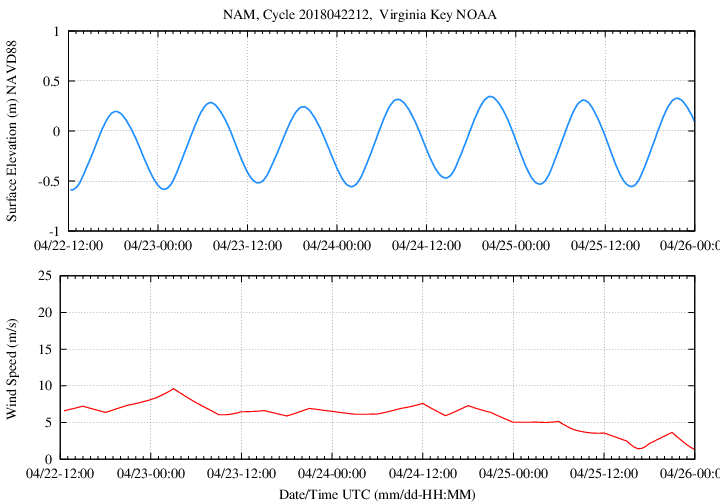 NAM, Cycle 2018042212,  Virginia Key NOAA
Surface Elevation (m) NAVD88
1
0.5
0
-0.5
-1
04/22-12:00 04/23-00:00 04/23-12:00 04/24-00:00 04/24-12:00 04/25-00:00 04/25-12:00 04/26-00:0
Wind Speed (m/s)
25
20
15
10
5
0
04/22-12:00 04/23-00:00 04/23-12:00 04/24-00:00 04/24-12:00 04/25-00:00 04/25-12:00 04/26-00:0
Date/Time UTC (mm/dd-HH:MM)